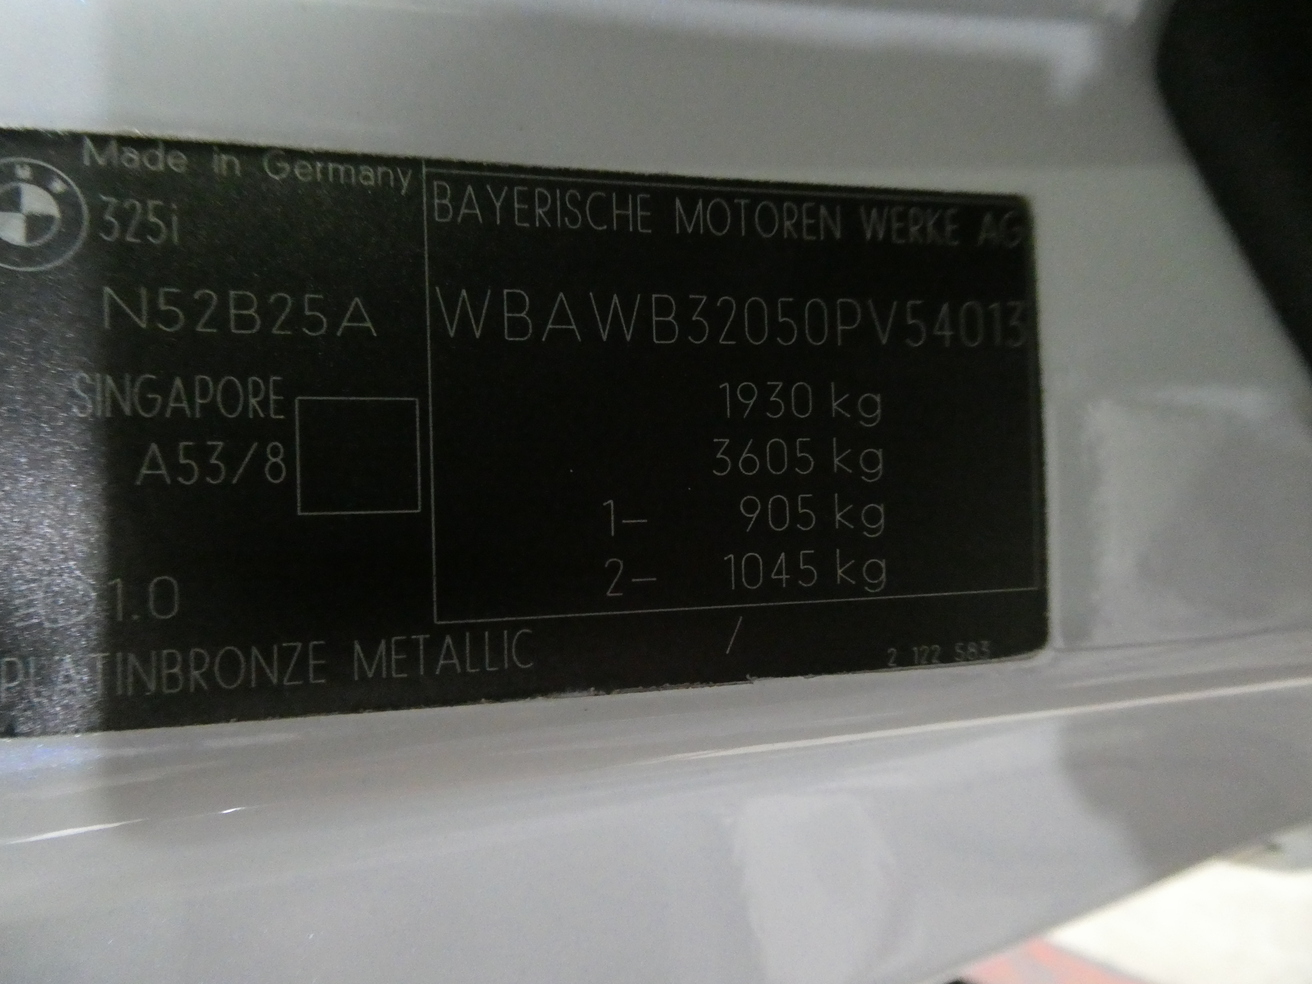 Made in Germany
325i
N52B25A
SINGAPORE
A53/8
1.0
PLATINBRONZE METALLIC
BAYERISCHE MOTOREN WERKE AG
WBAWB32050PV54013
1930 kg
3605 kg
1– 905 kg
2– 1045 kg
/
2 122 583